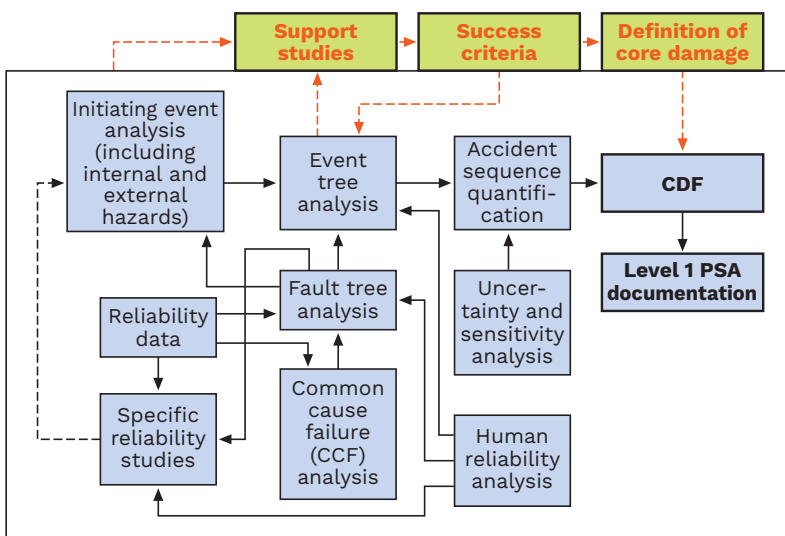 Support
studies
Success
criteria
Definition of
core damage
Initiating event
analysis
(including
internal and
external
hazards)
Event
tree
analysis
Accident
sequence
quantifi-
cation
CDF
Level 1 PSA
documentation
Fault tree
analysis
Uncer-
tainty and
sensitivity
analysis
Reliability
data
Specific
reliability
studies
Common
cause
failure
(CCF)
analysis
Human
reliability
analysis